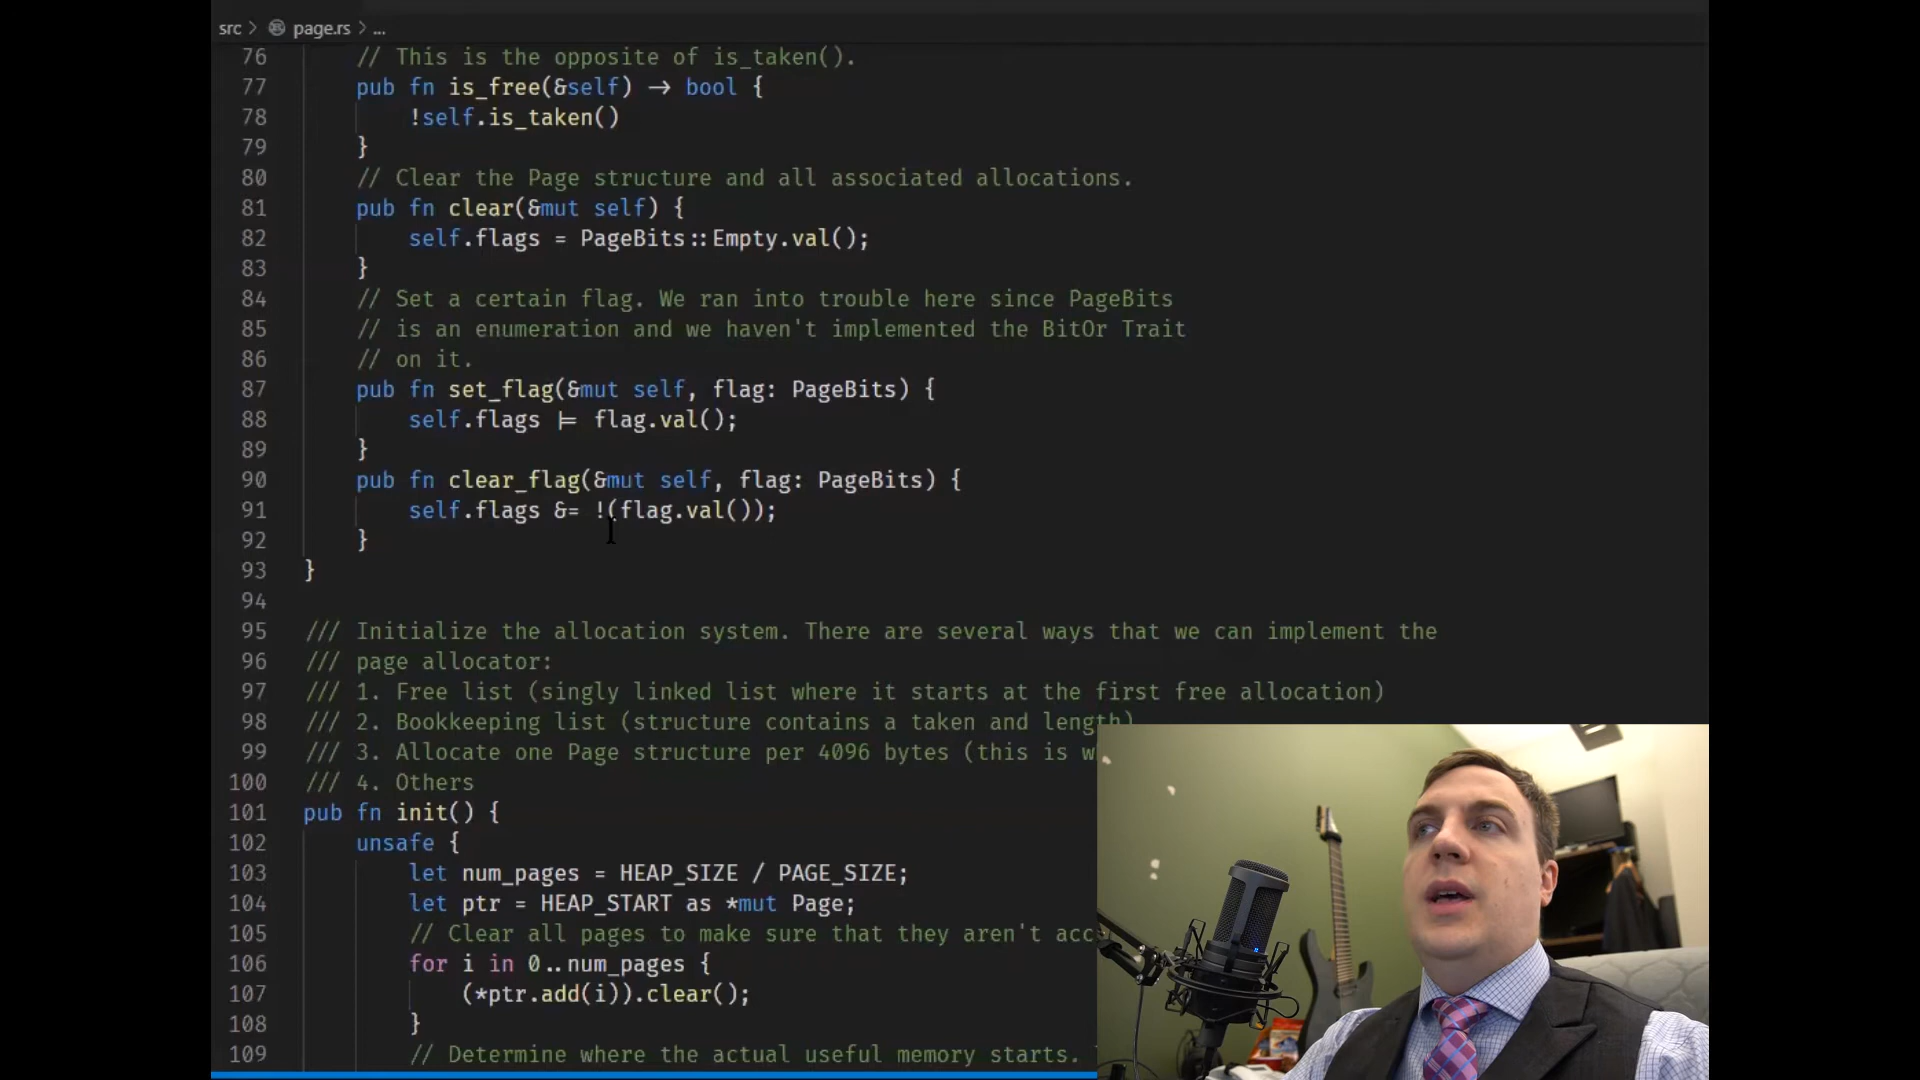 src > page.rs > ...
76 // This is the opposite of is_taken().
77 pub fn is_free(&self) -> bool {
78 !self.is_taken()
79 }
80 // Clear the Page structure and all associated allocations.
81 pub fn clear(&mut self) {
82 self.flags = PageBits::Empty.val();
83 }
84 // Set a certain flag. We ran into trouble here since PageBits
85 // is an enumeration and we haven't implemented the BitOr Trait
86 // on it.
87 pub fn set_flag(&mut self, flag: PageBits) {
88 self.flags |= flag.val();
89 }
90 pub fn clear_flag(&mut self, flag: PageBits) {
91 self.flags &= !(flag.val());
92 }
93 }
94
95 /// Initialize the allocation system. There are several ways that we can implement the
96 /// page allocator:
97 /// 1. Free list (singly linked list where it starts at the first free allocation)
98 /// 2. Bookkeeping list (structure contains a taken and length)
99 /// 3. Allocate one Page structure per 4096 bytes (this is w
100 /// 4. Others
101 pub fn init() {
102 unsafe {
103 let num_pages = HEAP_SIZE / PAGE_SIZE;
104 let ptr = HEAP_START as *mut Page;
105 // Clear all pages to make sure that they aren't acc
106 for i in 0..num_pages {
107 (*ptr.add(i)).clear();
108 }
109 // Determine where the actual useful memory starts.